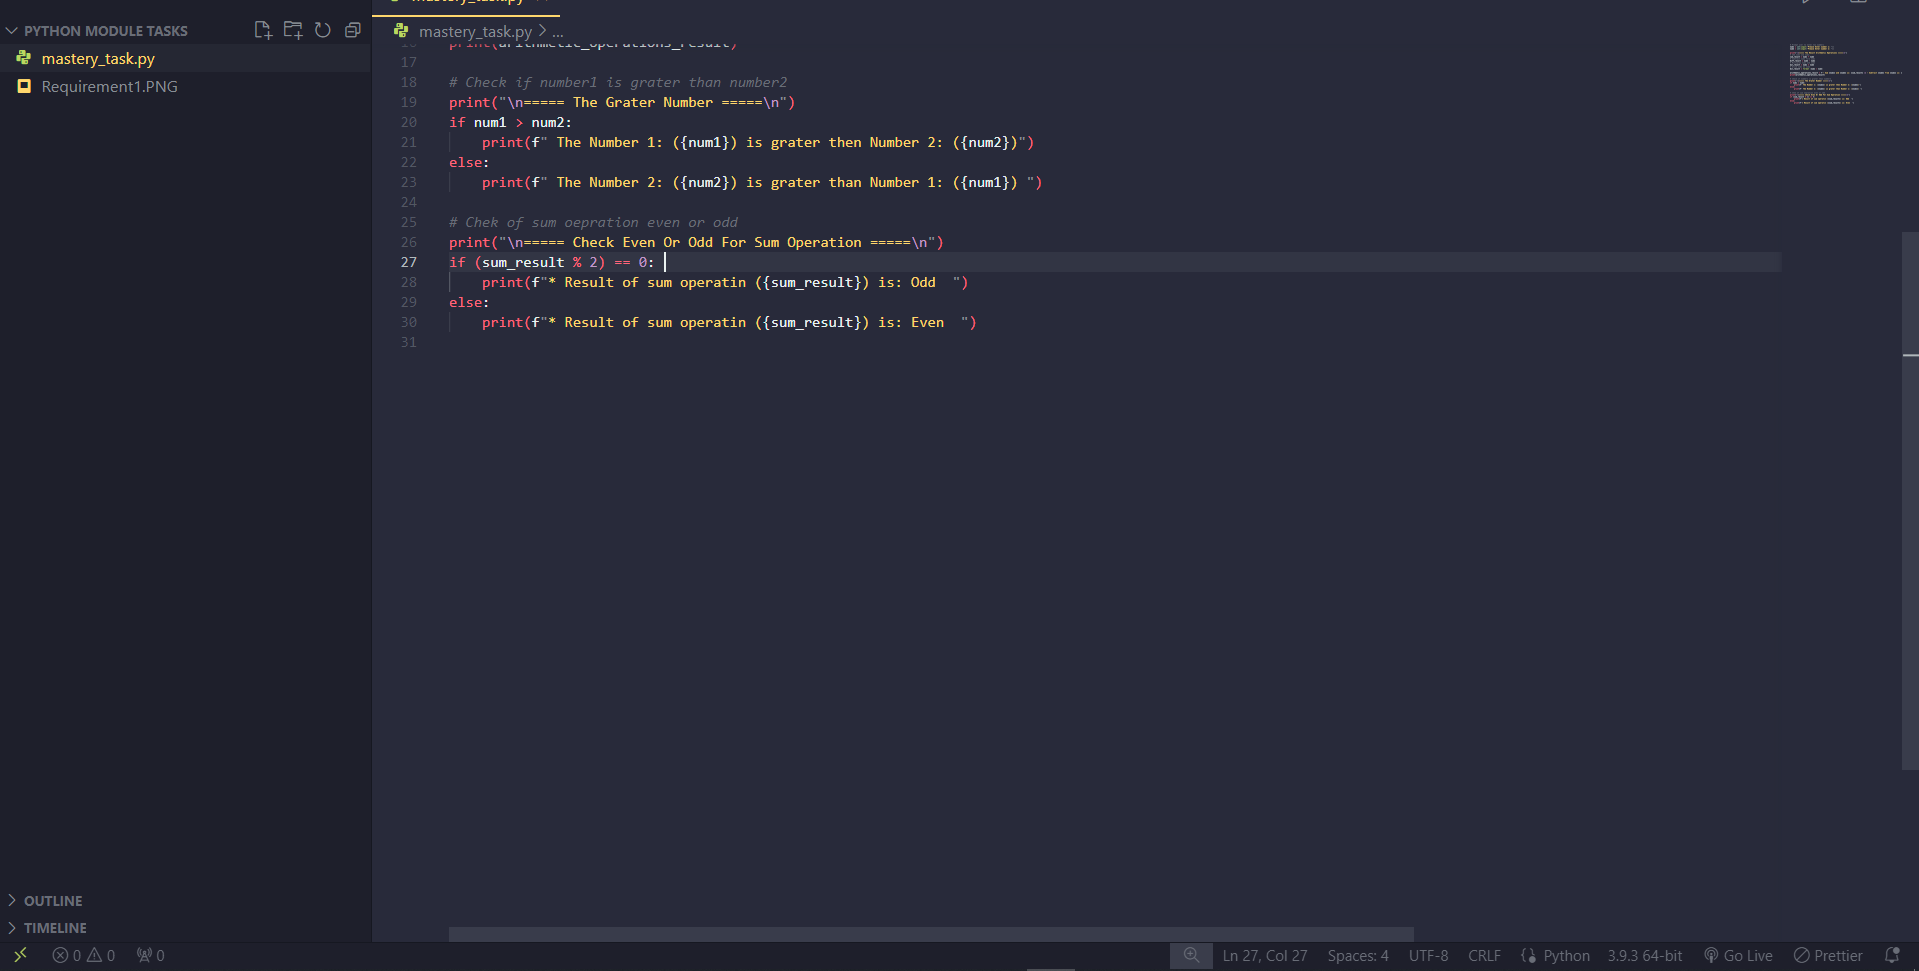 PYTHON MODULE TASKS
mastery_task.py
Requirement1.PNG
OUTLINE
TIMELINE
mastery_task.py
mastery_task.py > ...
16 print(arithmetic_operations_result)
17
18 # Check if number1 is grater than number2
19 print("\n===== The Grater Number =====\n")
20 if num1 > num2:
21 print(f" The Number 1: ({num1}) is grater then Number 2: ({num2})")
22 else:
23 print(f" The Number 2: ({num2}) is grater than Number 1: ({num1}) ")
24
25 # Chek of sum oepration even or odd
26 print("\n===== Check Even Or Odd For Sum Operation =====\n")
27 if (sum_result % 2) == 0:
28 print(f"* Result of sum operatin ({sum_result}) is: Odd  ")
29 else:
30 print(f"* Result of sum operatin ({sum_result}) is: Even  ")
31
0 0 0 Ln 27, Col 27 Spaces: 4 UTF-8 CRLF Python 3.9.3 64-bit Go Live Prettier